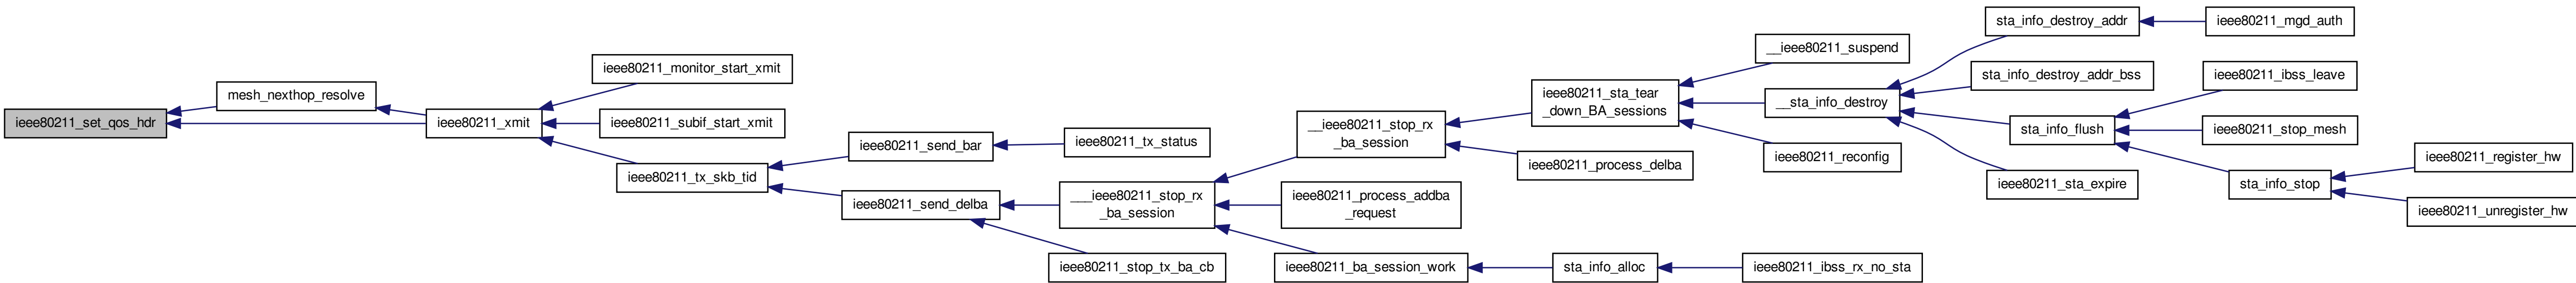 ieee80211_set_qos_hdr
mesh_nexthop_resolve
ieee80211_xmit
ieee80211_monitor_start_xmit
ieee80211_subif_start_xmit
ieee80211_tx_skb_tid
ieee80211_send_bar
ieee80211_send_delba
ieee80211_tx_status
___ieee80211_stop_rx
_ba_session
ieee80211_stop_tx_ba_cb
__ieee80211_stop_rx
_ba_session
ieee80211_process_addba
_request
ieee80211_ba_session_work
ieee80211_sta_tear
_down_BA_sessions
ieee80211_process_delba
sta_info_alloc
__ieee80211_suspend
__sta_info_destroy
ieee80211_reconfig
ieee80211_ibss_rx_no_sta
sta_info_destroy_addr
sta_info_destroy_addr_bss
sta_info_flush
ieee80211_sta_expire
ieee80211_mgd_auth
ieee80211_ibss_leave
ieee80211_stop_mesh
sta_info_stop
ieee80211_register_hw
ieee80211_unregister_hw